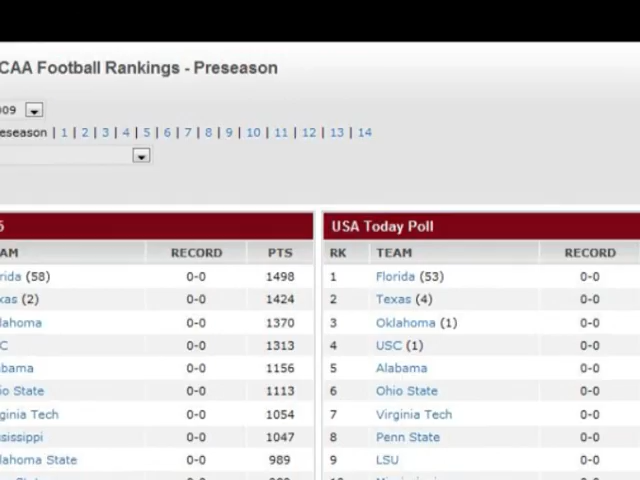 CAA Football Rankings - Preseason
009
eseason | 1 | 2 | 3 | 4 | 5 | 6 | 7 | 8 | 9 | 10 | 11 | 12 | 13 | 14
5 USA Today Poll
AM RECORD PTS RK TEAM RECORD
rida (58) 0-0 1498 1 Florida (53) 0-0
xas (2) 0-0 1424 2 Texas (4) 0-0
lahoma 0-0 1370 3 Oklahoma (1) 0-0
C 0-0 1313 4 USC (1) 0-0
bama 0-0 1156 5 Alabama 0-0
io State 0-0 1113 6 Ohio State 0-0
ginia Tech 0-0 1054 7 Virginia Tech 0-0
sissippi 0-0 1047 8 Penn State 0-0
lahoma State 0-0 989 9 LSU 0-0